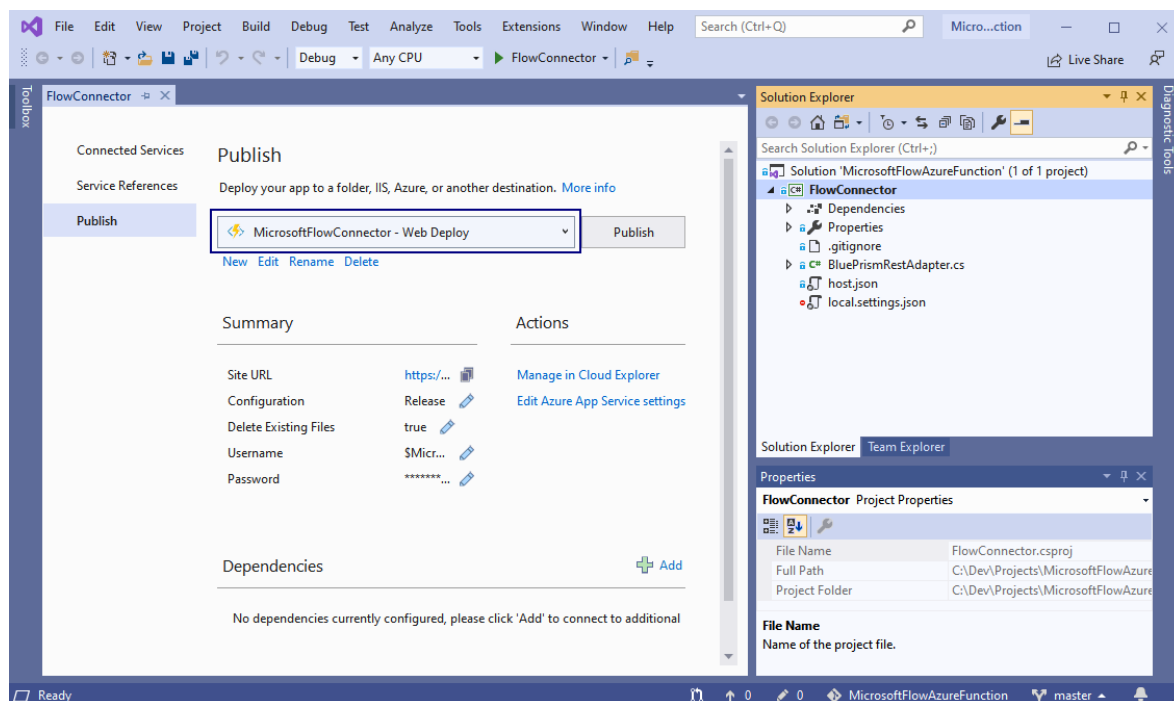 File Edit View Project Build Debug Test Analyze Tools Extensions Window Help Search (Ctrl+Q) Micro...ction
Debug Any CPU FlowConnector Live Share
Toolbox
FlowConnector
Connected Services
Service References
Publish
Publish
Deploy your app to a folder, IIS, Azure, or another destination. More info
MicrosoftFlowConnector - Web Deploy Publish
New Edit Rename Delete
Summary
Site URL https:/...
Configuration Release
Delete Existing Files true
Username $Micr...
Password *******...
Actions
Manage in Cloud Explorer
Edit Azure App Service settings
Dependencies Add
No dependencies currently configured, please click 'Add' to connect to additional
Solution Explorer
Search Solution Explorer (Ctrl+;)
Solution 'MicrosoftFlowAzureFunction' (1 of 1 project)
C# FlowConnector
Dependencies
Properties
.gitignore
C# BluePrismRestAdapter.cs
host.json
local.settings.json
Solution Explorer Team Explorer
Properties
FlowConnector Project Properties
File Name FlowConnector.csproj
Full Path C:\Dev\Projects\MicrosoftFlowAzure
Project Folder C:\Dev\Projects\MicrosoftFlowAzure
File Name
Name of the project file.
Diagnostic Tools
Ready 0 0 MicrosoftFlowAzureFunction master